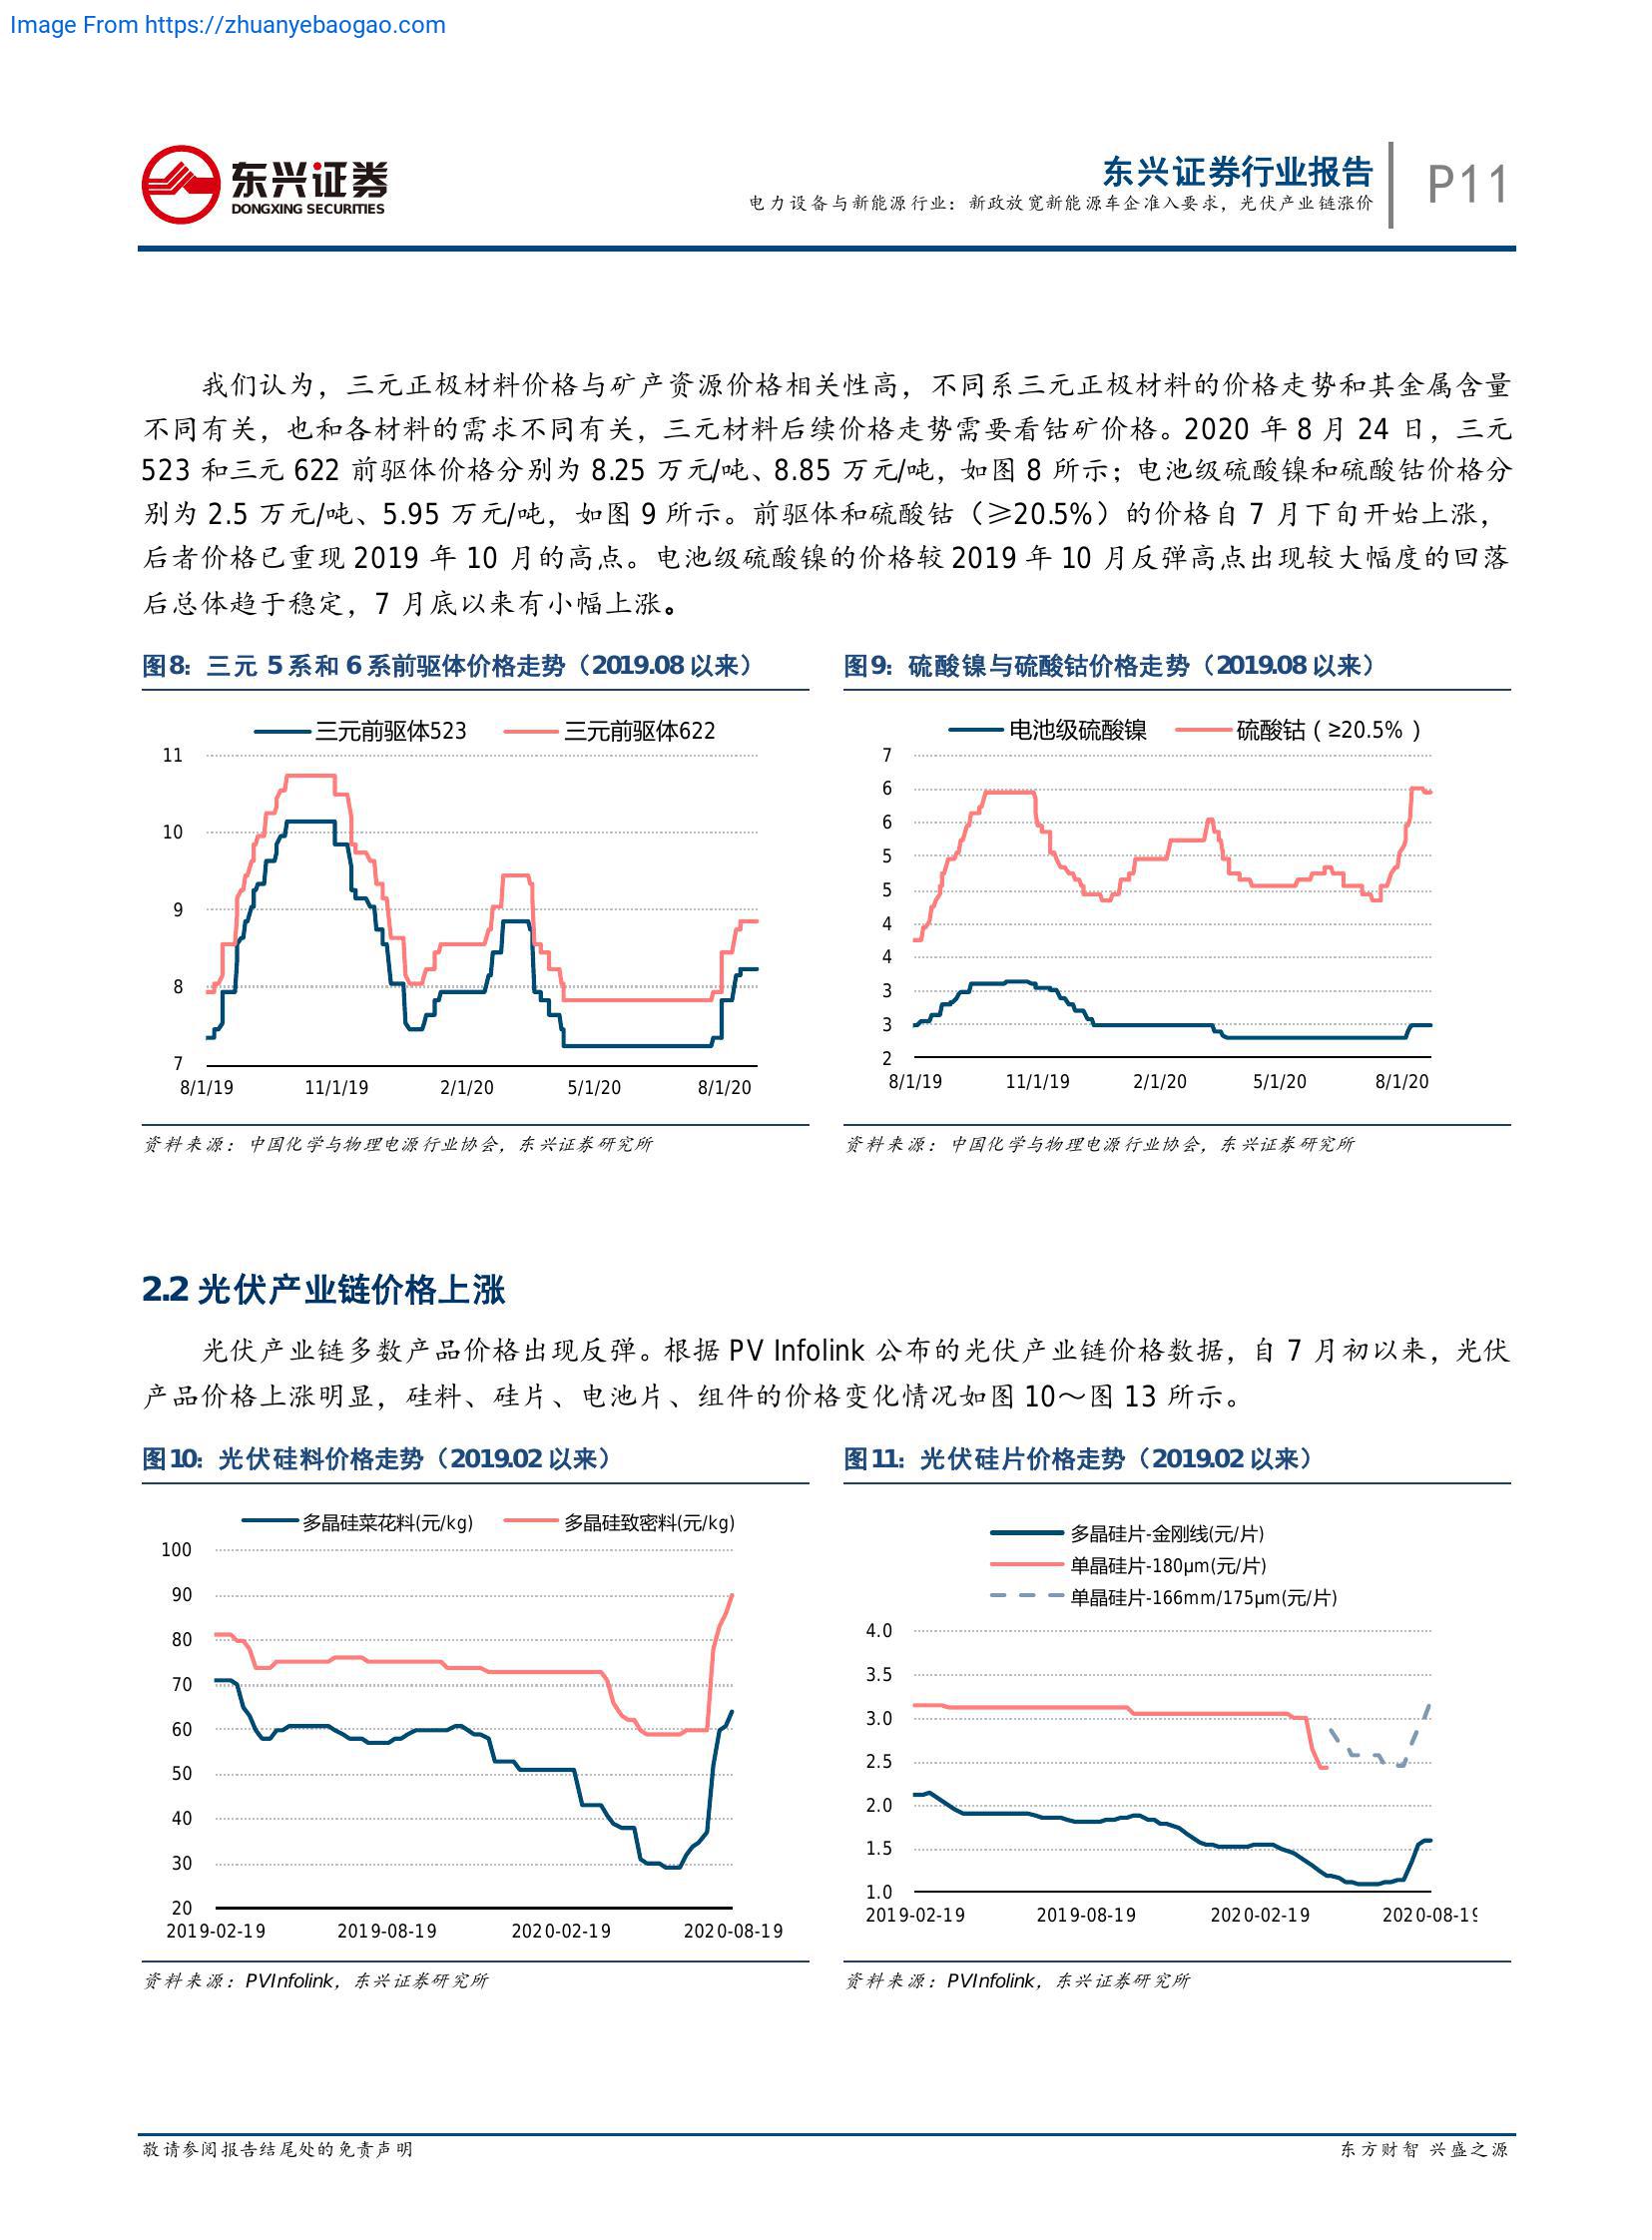 Image From https://zhuanyebaogao.com
东兴证券
DONGXING SECURITIES
东兴证券行业报告
电力设备与新能源行业：新政放宽新能源车企准入要求，光伏产业链涨价
P11
我们认为，三元正极材料价格与矿产资源价格相关性高，不同系三元正极材料的价格走势和其金属含量
不同有关，也和各材料的需求不同有关，三元材料后续价格走势需要看钴矿价格。2020 年 8 月 24 日，三元
523 和三元 622 前驱体价格分别为 8.25 万元/吨、8.85 万元/吨，如图 8 所示；电池级硫酸镍和硫酸钴价格分
别为 2.5 万元/吨、5.95 万元/吨，如图 9 所示。前驱体和硫酸钴（≥20.5%）的价格自 7 月下旬开始上涨，
后者价格已重现 2019 年 10 月的高点。电池级硫酸镍的价格较 2019 年 10 月反弹高点出现较大幅度的回落
后总体趋于稳定，7 月底以来有小幅上涨。
图8：三元 5 系和 6 系前驱体价格走势（2019.08 以来）
三元前驱体523 三元前驱体622
11
10
9
8
7
8/1/19 11/1/19 2/1/20 5/1/20 8/1/20
资料来源：中国化学与物理电源行业协会，东兴证券研究所
图9：硫酸镍与硫酸钴价格走势（2019.08 以来）
电池级硫酸镍 硫酸钴（≥20.5%）
7
6
6
5
5
4
4
3
3
2
8/1/19 11/1/19 2/1/20 5/1/20 8/1/20
资料来源：中国化学与物理电源行业协会，东兴证券研究所
2.2 光伏产业链价格上涨
光伏产业链多数产品价格出现反弹。根据 PV Infolink 公布的光伏产业链价格数据，自 7 月初以来，光伏
产品价格上涨明显，硅料、硅片、电池片、组件的价格变化情况如图 10～图 13 所示。
图10：光伏硅料价格走势（2019.02 以来）
多晶硅菜花料(元/kg) 多晶硅致密料(元/kg)
100
90
80
70
60
50
40
30
20
2019-02-19 2019-08-19 2020-02-19 2020-08-19
资料来源：PVInfolink，东兴证券研究所
图11：光伏硅片价格走势（2019.02 以来）
多晶硅片-金刚线(元/片)
单晶硅片-180μm(元/片)
单晶硅片-166mm/175μm(元/片)
4.0
3.5
3.0
2.5
2.0
1.5
1.0
2019-02-19 2019-08-19 2020-02-19 2020-08-19
资料来源：PVInfolink，东兴证券研究所
敬请参阅报告结尾处的免责声明
东方财智 兴盛之源